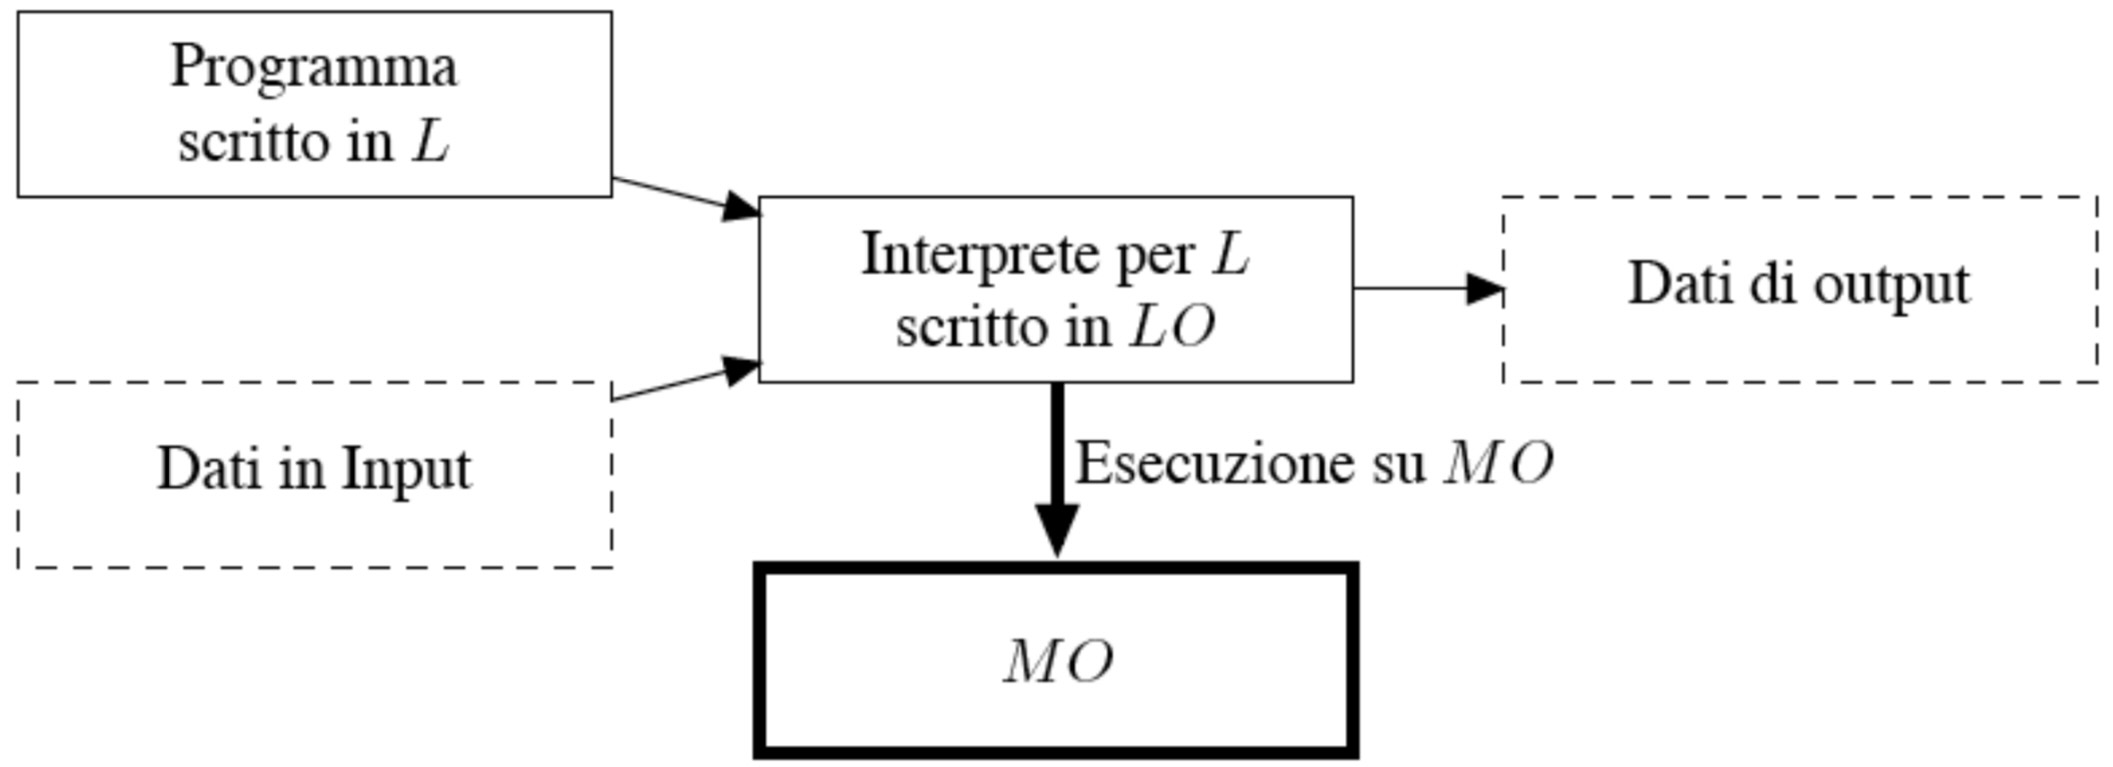 Programma
scritto in L
Interprete per L
scritto in LO
Dati di output
Dati in Input
Esecuzione su MO
MO